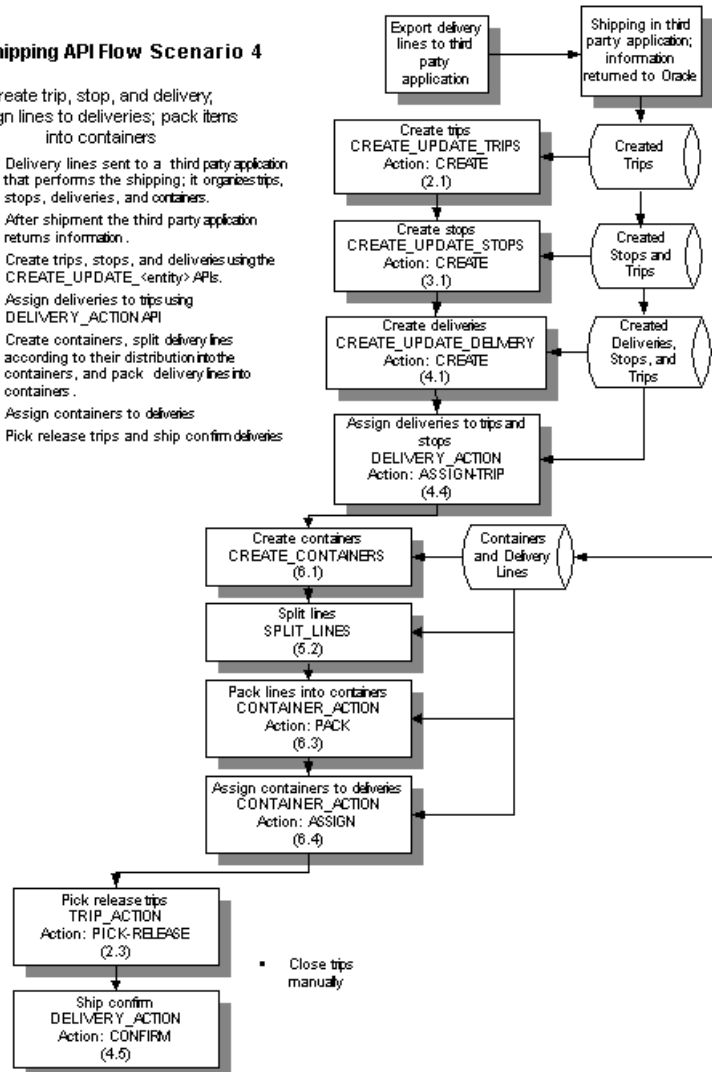 hipping API Flow Scenario 4
reate trip, stop, and delivery;
gn lines to deliveries; pack items
into containers
Delivery lines sent to a third party application
that performs the shipping; it organizes trips,
stops, deliveries, and containers.
After shipment the third party application
returns information.
Create trips, stops, and deliveries using the
CREATE_UPDATE_<entity> APIs.
Assign deliveries to trips using
DELIVERY_ACTION API
Create containers, split delivery lines
according to their distribution into the
containers, and pack delivery lines into
containers.
Assign containers to deliveries
Pick release trips and ship confirm deliveries
Export delivery
lines to third
party
application
Shipping in third
party application;
information
returned to Oracle
Create trips
CREATE_UPDATE_TRIPS
Action: CREATE
(2.1)
Created
Trips
Create stops
CREATE_UPDATE_STOPS
Action: CREATE
(3.1)
Created
Stops and
Trips
Create deliveries
CREATE_UPDATE_DELIVERY
Action: CREATE
(4.1)
Created
Deliveries,
Stops, and
Trips
Assign deliveries to trips and
stops
DELIVERY_ACTION
Action: ASSIGN-TRIP
(4.4)
Create containers
CREATE_CONTAINERS
(6.1)
Containers
and Delivery
Lines
Split lines
SPLIT_LINES
(5.2)
Pack lines into containers
CONTAINER_ACTION
Action: PACK
(6.3)
Assign containers to deliveries
CONTAINER_ACTION
Action: ASSIGN
(6.4)
Pick release trips
TRIP_ACTION
Action: PICK-RELEASE
(2.3)
• Close trips
manually
Ship confirm
DELIVERY_ACTION
Action: CONFIRM
(4.5)